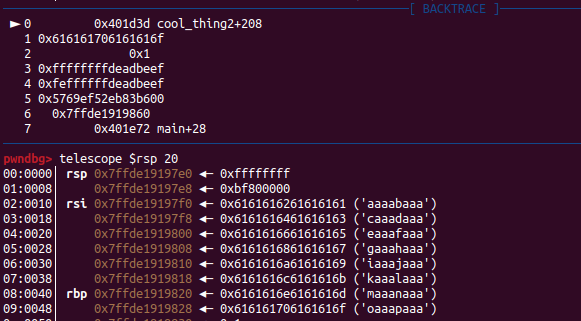 [ BACKTRACE ]
► 0 0x401d3d cool_thing2+208
1 0x616161706161616f
2 0x1
3 0xffffffffdeadbeef
4 0xfeffffffdeadbeef
5 0x5769ef52eb83b600
6 0x7ffde1919860
7 0x401e72 main+28
pwndbg> telescope $rsp 20
00:0000│ rsp 0x7ffde19197e0 ◂— 0xffffffff
01:0008│ 0x7ffde19197e8 ◂— 0xbf800000
02:0010│ rsi 0x7ffde19197f0 ◂— 0x6161616261616161 ('aaaabaaa')
03:0018│ 0x7ffde19197f8 ◂— 0x6161616461616163 ('caaadaaa')
04:0020│ 0x7ffde1919800 ◂— 0x6161616661616165 ('eaaafaaa')
05:0028│ 0x7ffde1919808 ◂— 0x6161616861616167 ('gaaahaaa')
06:0030│ 0x7ffde1919810 ◂— 0x6161616a61616169 ('iaaajaaa')
07:0038│ 0x7ffde1919818 ◂— 0x6161616c6161616b ('kaaalaaa')
08:0040│ rbp 0x7ffde1919820 ◂— 0x6161616e6161616d ('maaanaaa')
09:0048│ 0x7ffde1919828 ◂— 0x616161706161616f ('oaaapaaa')